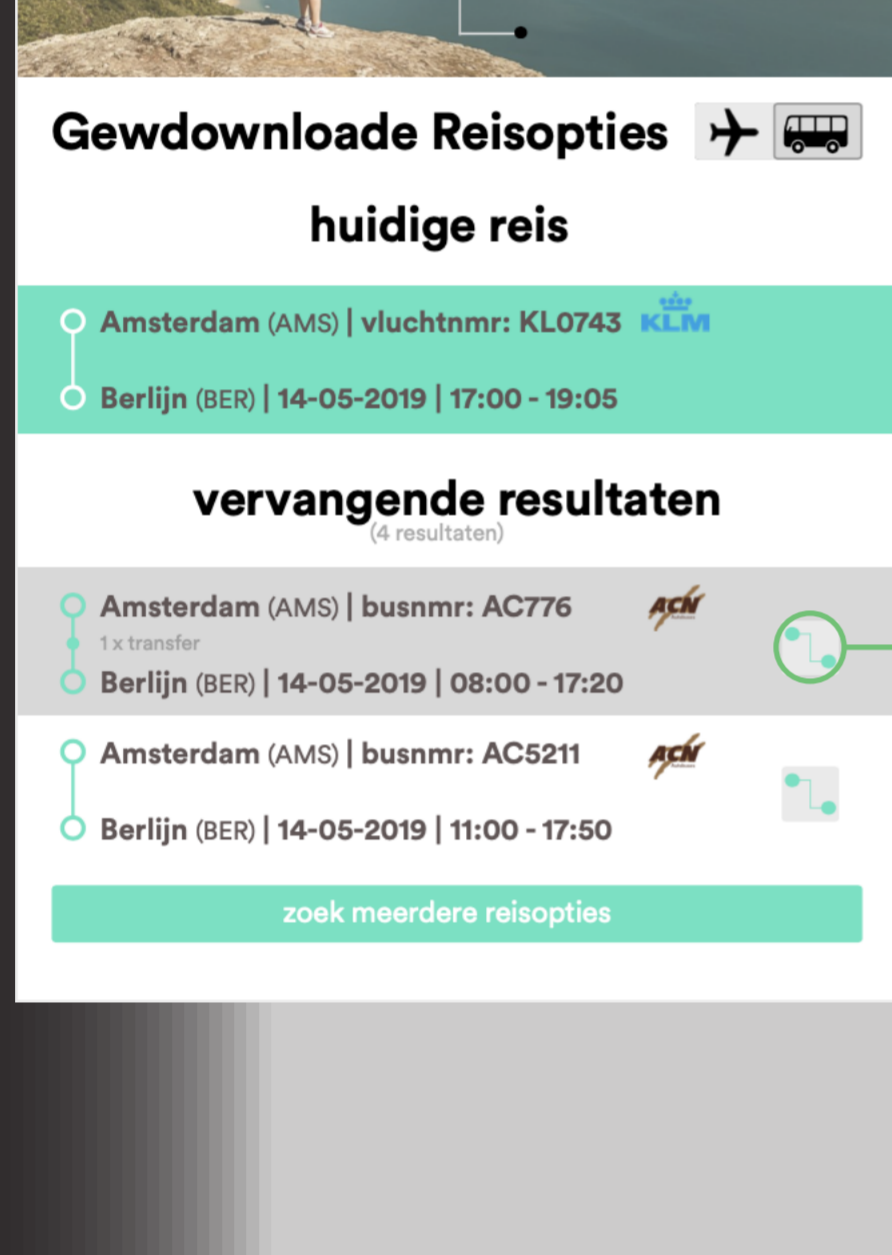 Gewdownloade Reisopties
huidige reis
Amsterdam (AMS) | vluchtnmr: KL0743 KLM
Berlijn (BER) | 14-05-2019 | 17:00 - 19:05
vervangende resultaten
(4 resultaten)
Amsterdam (AMS) | busnmr: AC776 ACN
1 x transfer
Berlijn (BER) | 14-05-2019 | 08:00 - 17:20
Amsterdam (AMS) | busnmr: AC5211 ACN
Berlijn (BER) | 14-05-2019 | 11:00 - 17:50
zoek meerdere reisopties